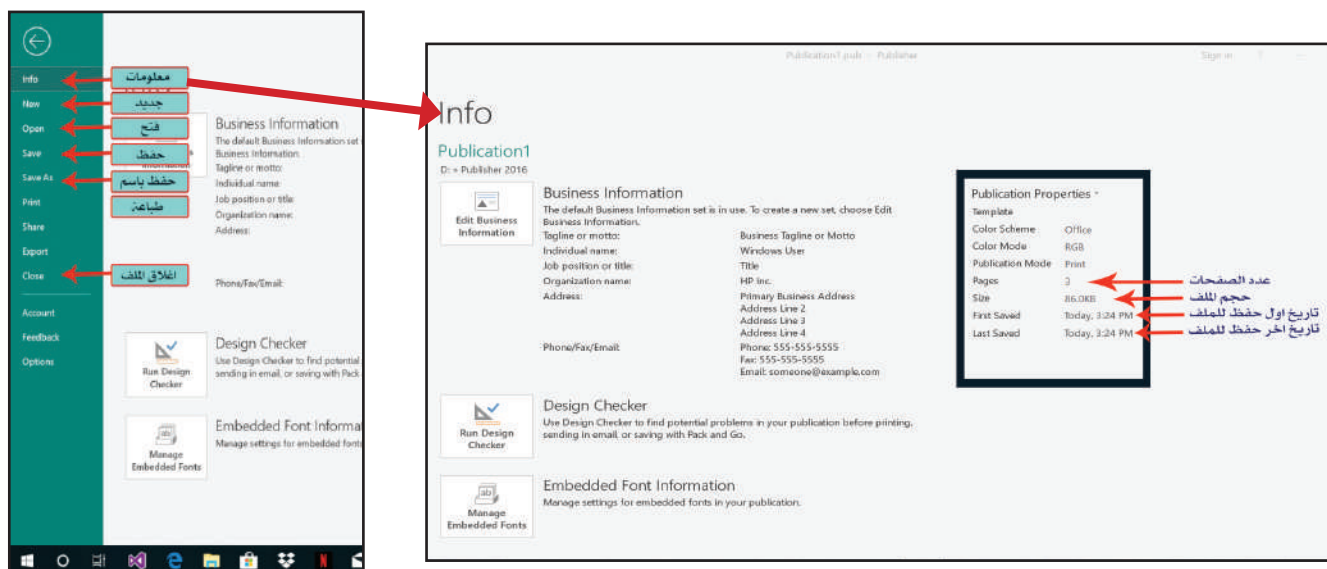 Info
New
Open
Save
Save As
Print
Share
Export
Close
Account
Feedback
Options
معلومات
جديد
فتح
حفظ
حفظ باسم
طباعة
اغلاق الملف
Business Information
The default Business Information set
Business Information.
Tagline or motto:
Individual name:
Job position or title:
Organization name:
Address:
Phone/Fax/Email:
Run Design
Checker
Design Checker
Use Design Checker to find potential
sending in email, or saving with Pack
Manage
Embedded Fonts
Embedded Font Informa
Manage settings for embedded fonts
Publication1.pub - Publisher
Sign in
?
Info
Publication1
D: » Publisher 2016
Edit Business
Information
Business Information
The default Business Information set is in use. To create a new set, choose Edit
Business Information.
Tagline or motto: Business Tagline or Motto
Individual name: Windows User
Job position or title: Title
Organization name: HP Inc.
Address: Primary Business Address
Address Line 2
Address Line 3
Address Line 4
Phone/Fax/Email: Phone: 555-555-5555
Fax: 555-555-5555
Email: someone@example.com
Run Design
Checker
Design Checker
Use Design Checker to find potential problems in your publication before printing,
sending in email, or saving with Pack and Go.
Manage
Embedded Fonts
Embedded Font Information
Manage settings for embedded fonts in your publication.
Publication Properties
Template
Color Scheme Office
Color Mode RGB
Publication Mode Print
Pages 3 عدد الصفحات
Size 86.0KB حجم الملف
First Saved Today, 3:24 PM تاريخ اول حفظ للملف
Last Saved Today, 3:24 PM تاريخ اخر حفظ للملف